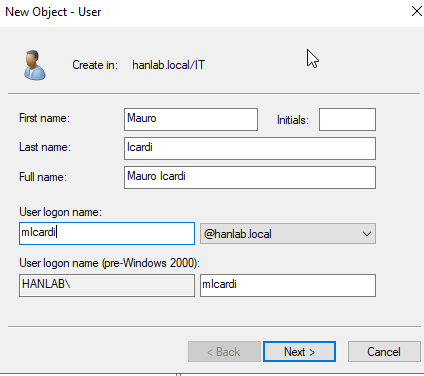 New Object - User
Create in: hanlab.local/IT
First name: Mauro Initials:
Last name: Icardi
Full name: Mauro Icardi
User logon name:
mIcardi @hanlab.local
User logon name (pre-Windows 2000):
HANLAB\ mIcardi
< Back Next > Cancel